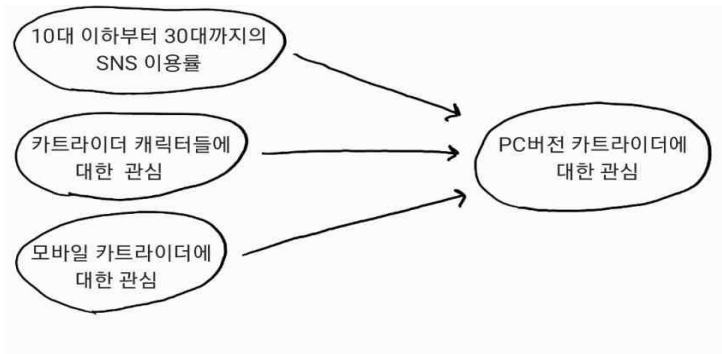 10대 이하부터 30대까지의
SNS 이용률
카트라이더 캐릭터들에
대한 관심
모바일 카트라이더에
대한 관심
PC버전 카트라이더에
대한 관심